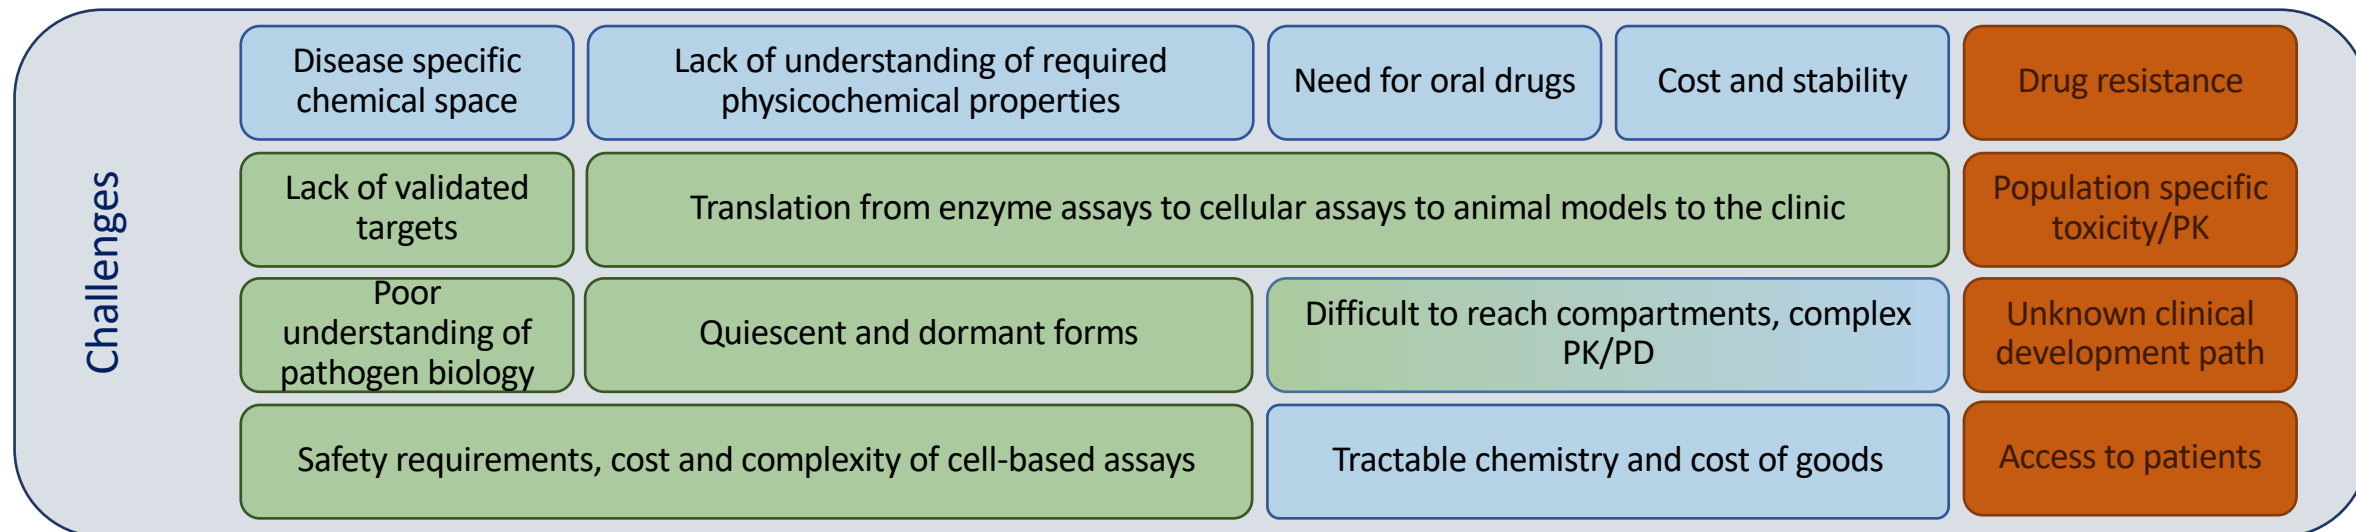 Challenges
Disease specific
chemical space
Lack of understanding of required
physicochemical properties
Need for oral drugs
Cost and stability
Drug resistance
Lack of validated
targets
Translation from enzyme assays to cellular assays to animal models to the clinic
Population specific
toxicity/PK
Poor
understanding of
pathogen biology
Quiescent and dormant forms
Difficult to reach compartments, complex
PK/PD
Unknown clinical
development path
Safety requirements, cost and complexity of cell-based assays
Tractable chemistry and cost of goods
Access to patients